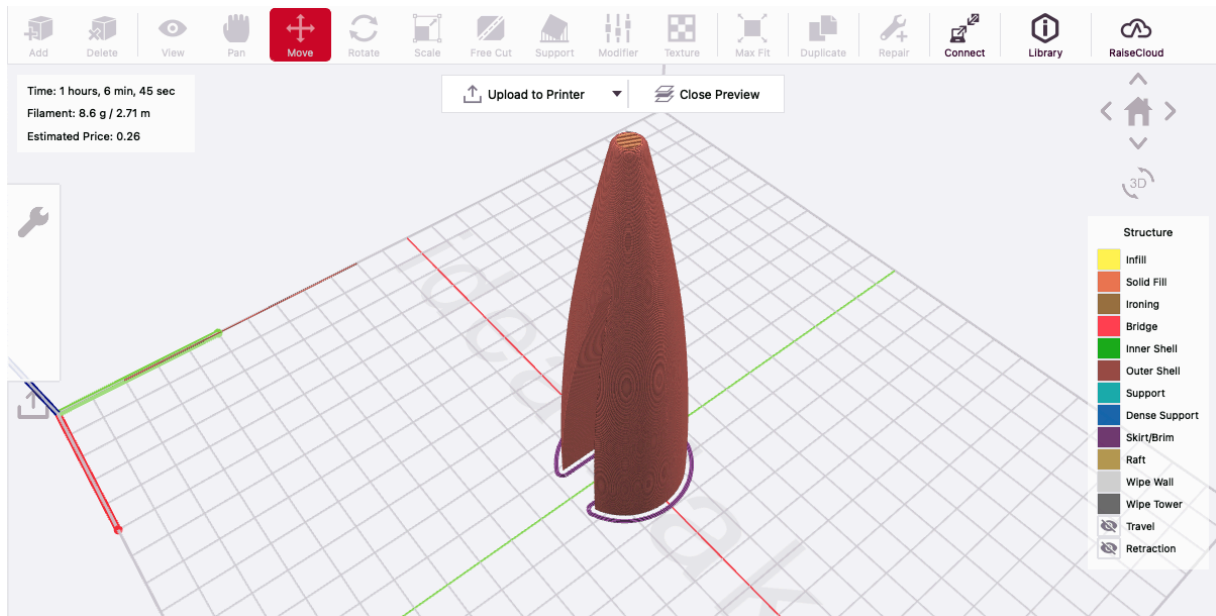 Add Delete View Pan Move Rotate Scale Free Cut Support Modifier Texture Max Fit Duplicate Repair Connect Library RaiseCloud
Time: 1 hours, 6 min, 45 sec
Filament: 8.6 g / 2.71 m
Estimated Price: 0.26
Upload to Printer Close Preview
3D
Structure
Infill
Solid Fill
Ironing
Bridge
Inner Shell
Outer Shell
Support
Dense Support
Skirt/Brim
Raft
Wipe Wall
Wipe Tower
Travel
Retraction